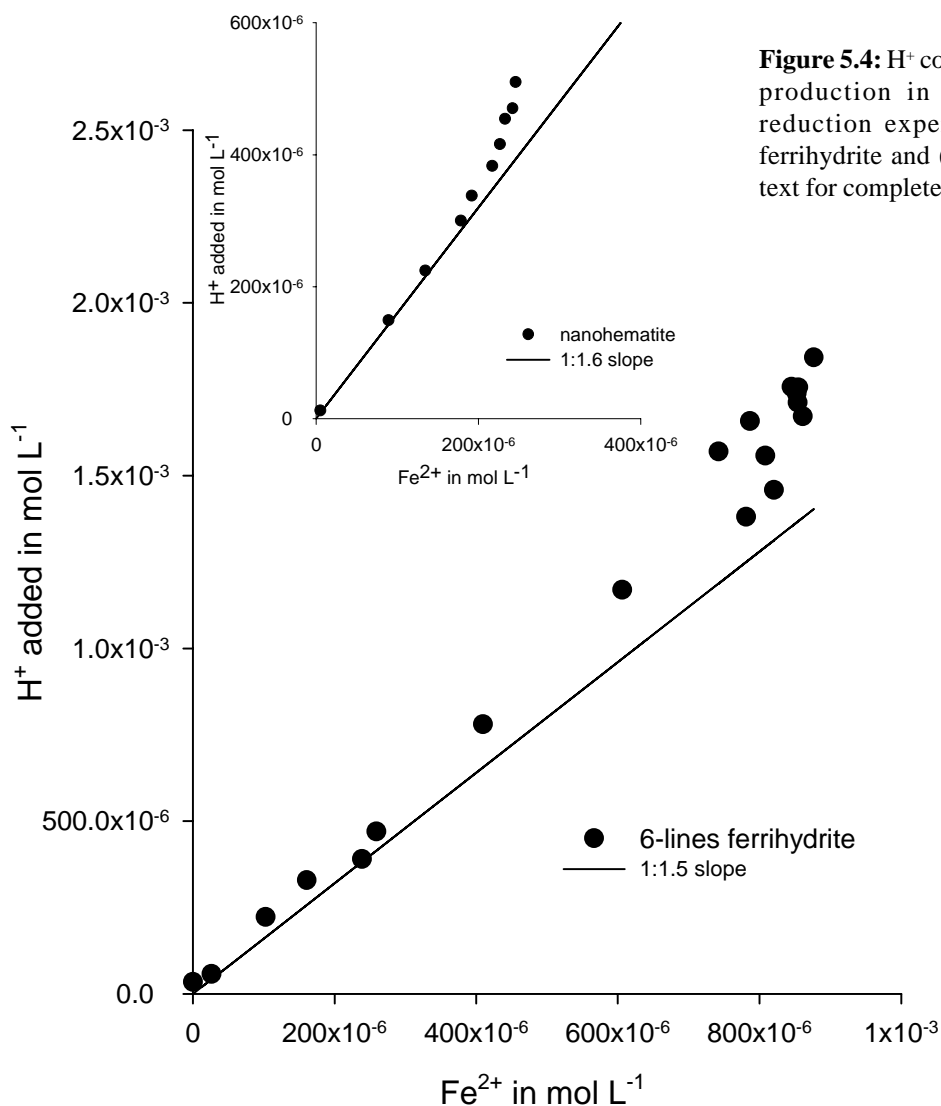 600x10-6
400x10-6
200x10-6
0
H+ added in mol L-1
0
200x10-6
400x10-6
Fe2+ in mol L-1
nanohematite
1:1.6 slope
Figure 5.4: H+ co
production in
reduction expe
ferrihydrite and
text for complete
2.5x10-3
2.0x10-3
1.5x10-3
1.0x10-3
500.0x10-6
0.0
H+ added in mol L-1
6-lines ferrihydrite
1:1.5 slope
0
200x10-6
400x10-6
600x10-6
800x10-6
1x10-3
Fe2+ in mol L-1